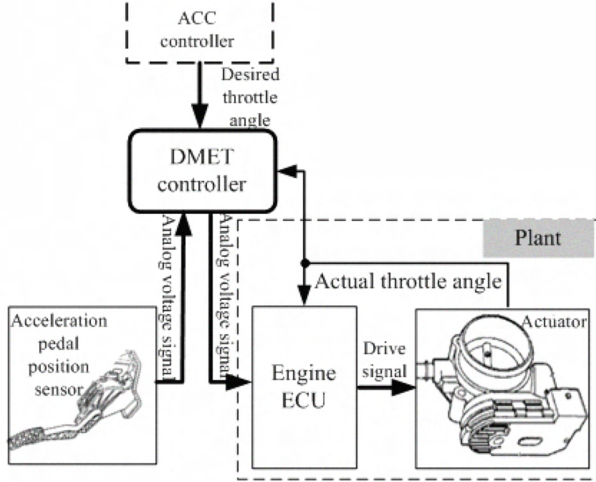 ACC
controller
Desired
throttle
angle
DMET
controller
Analog voltage signal
Analog voltage signal
Plant
Actual throttle angle
Acceleration
pedal
position
sensor
Engine
ECU
Drive
signal
Actuator